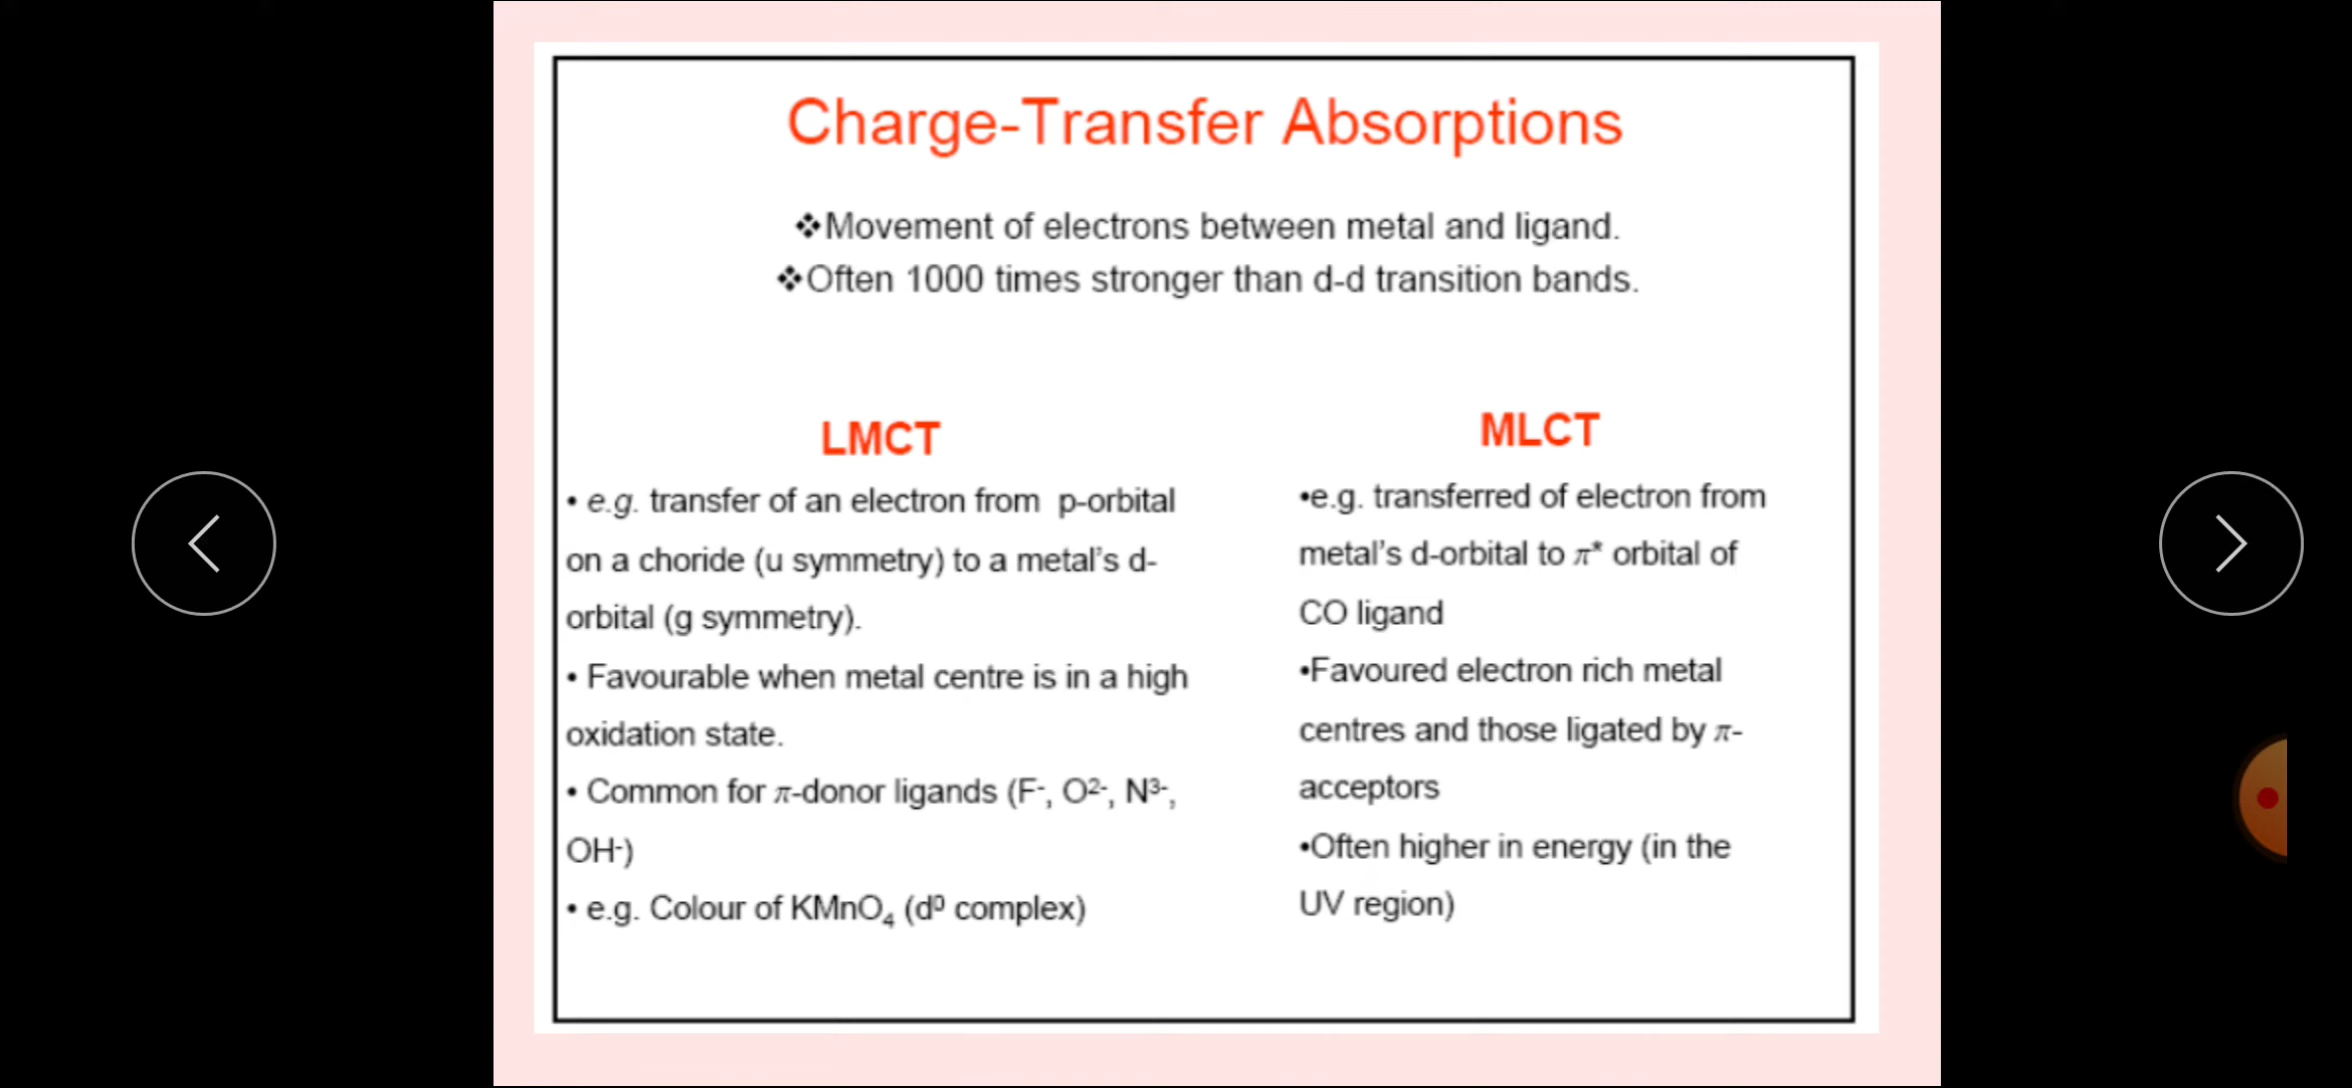 Charge-Transfer Absorptions
❖Movement of electrons between metal and ligand.
❖Often 1000 times stronger than d-d transition bands.
LMCT
• e.g. transfer of an electron from p-orbital
on a choride (u symmetry) to a metal's d-
orbital (g symmetry).
• Favourable when metal centre is in a high
oxidation state.
• Common for π-donor ligands (F⁻, O²⁻, N³⁻,
OH⁻)
• e.g. Colour of KMnO₄ (d⁰ complex)
MLCT
•e.g. transferred of electron from
metal's d-orbital to π* orbital of
CO ligand
•Favoured electron rich metal
centres and those ligated by π-
acceptors
•Often higher in energy (in the
UV region)